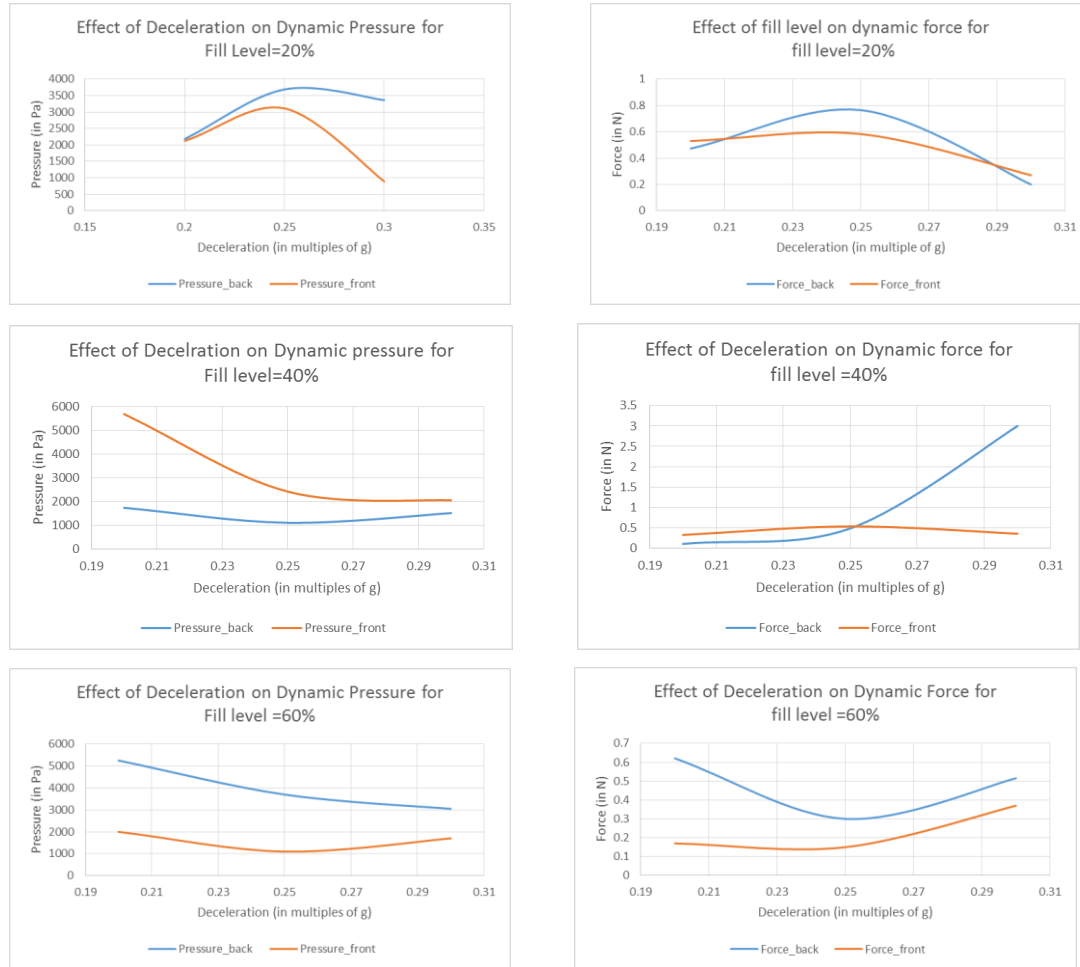 Effect of Deceleration on Dynamic Pressure for
Fill Level=20%
Pressure (in Pa)
4000
3500
3000
2500
2000
1500
1000
500
0
0.15 0.2 0.25 0.3 0.35
Deceleration (in multiples of g)
Pressure_back Pressure_front
Effect of fill level on dynamic force for
fill level=20%
Force (in N)
1
0.8
0.6
0.4
0.2
0
0.19 0.21 0.23 0.25 0.27 0.29 0.31
Deceleration (in multiple of g)
Force_back Force_front
Effect of Decelration on Dynamic pressure for
Fill level=40%
Pressure (in Pa)
6000
5000
4000
3000
2000
1000
0
0.19 0.21 0.23 0.25 0.27 0.29 0.31
Deceleration (in multiples of g)
Pressure_back Pressure_front
Effect of Deceleration on Dynamic force for
fill level =40%
Force (in N)
3.5
3
2.5
2
1.5
1
0.5
0
0.19 0.21 0.23 0.25 0.27 0.29 0.31
Deceleration (in multiples of g)
Force_back Force_front
Effect of Deceleration on Dynamic Pressure for
Fill level =60%
Pressure (in Pa)
6000
5000
4000
3000
2000
1000
0
0.19 0.21 0.23 0.25 0.27 0.29 0.31
Deceleration (in multiples of g)
Pressure_back Pressure_front
Effect of Deceleration on Dynamic Force for
fill level =60%
Force (in N)
0.7
0.6
0.5
0.4
0.3
0.2
0.1
0
0.19 0.21 0.23 0.25 0.27 0.29 0.31
Deceleration (in multiples of g)
Force_back Force_front